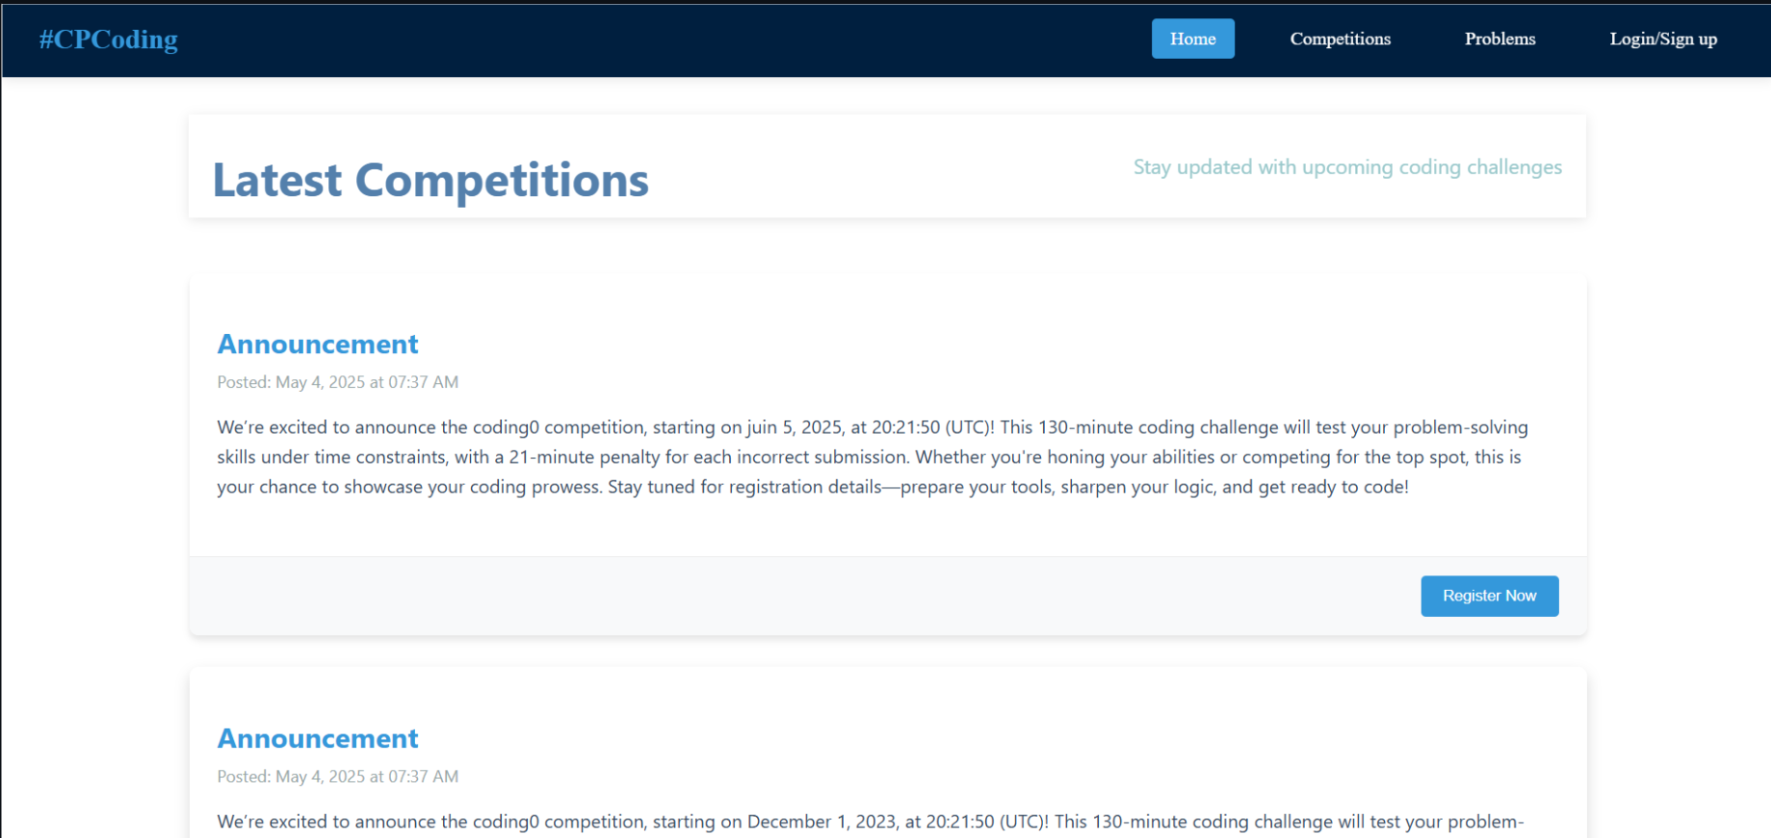 #CPCoding
Home
Competitions
Problems
Login/Sign up
Latest Competitions
Stay updated with upcoming coding challenges
Announcement
Posted: May 4, 2025 at 07:37 AM
We're excited to announce the coding0 competition, starting on juin 5, 2025, at 20:21:50 (UTC)! This 130-minute coding challenge will test your problem-solving
skills under time constraints, with a 21-minute penalty for each incorrect submission. Whether you're honing your abilities or competing for the top spot, this is
your chance to showcase your coding prowess. Stay tuned for registration details—prepare your tools, sharpen your logic, and get ready to code!
Register Now
Announcement
Posted: May 4, 2025 at 07:37 AM
We're excited to announce the coding0 competition, starting on December 1, 2023, at 20:21:50 (UTC)! This 130-minute coding challenge will test your problem-